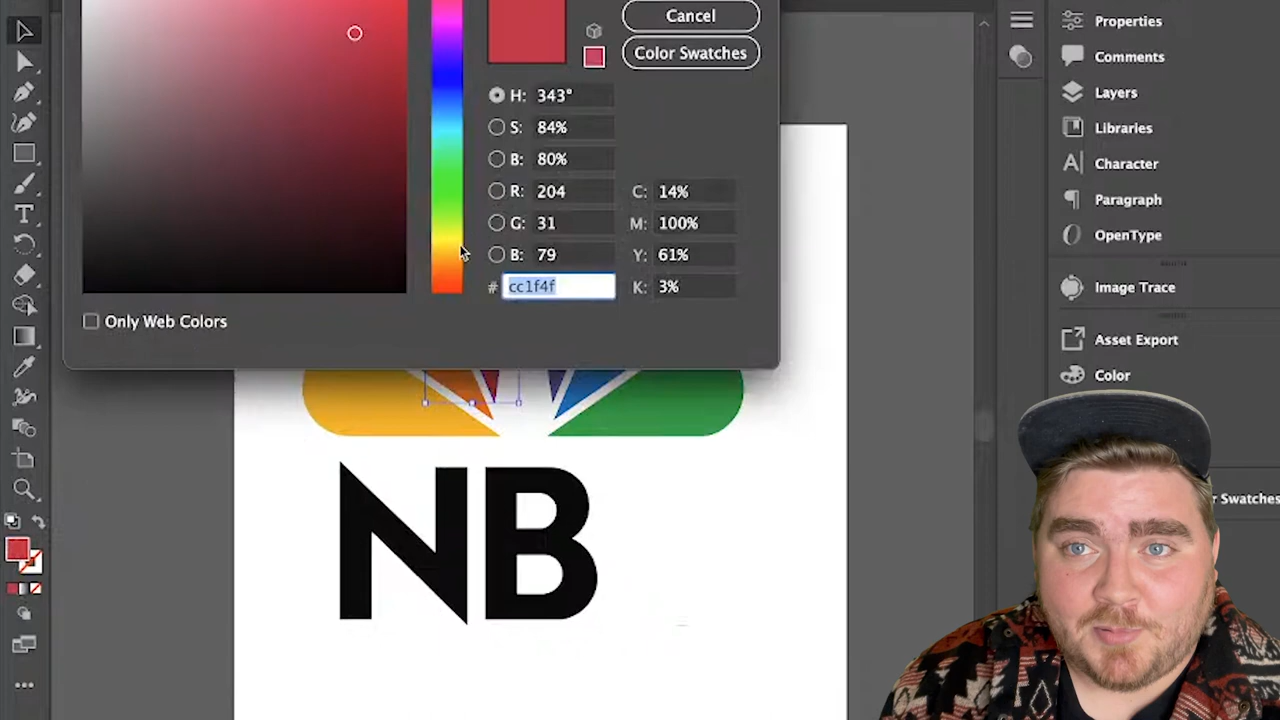 Cancel
Color Swatches
H: 343°
S: 84%
B: 80%
R: 204
C: 14%
G: 31
M: 100%
B: 79
Y: 61%
# cc1f4f
K: 3%
Only Web Colors
Properties
Comments
Layers
Libraries
Character
Paragraph
OpenType
Image Trace
Asset Export
Color
r Swatches
NB